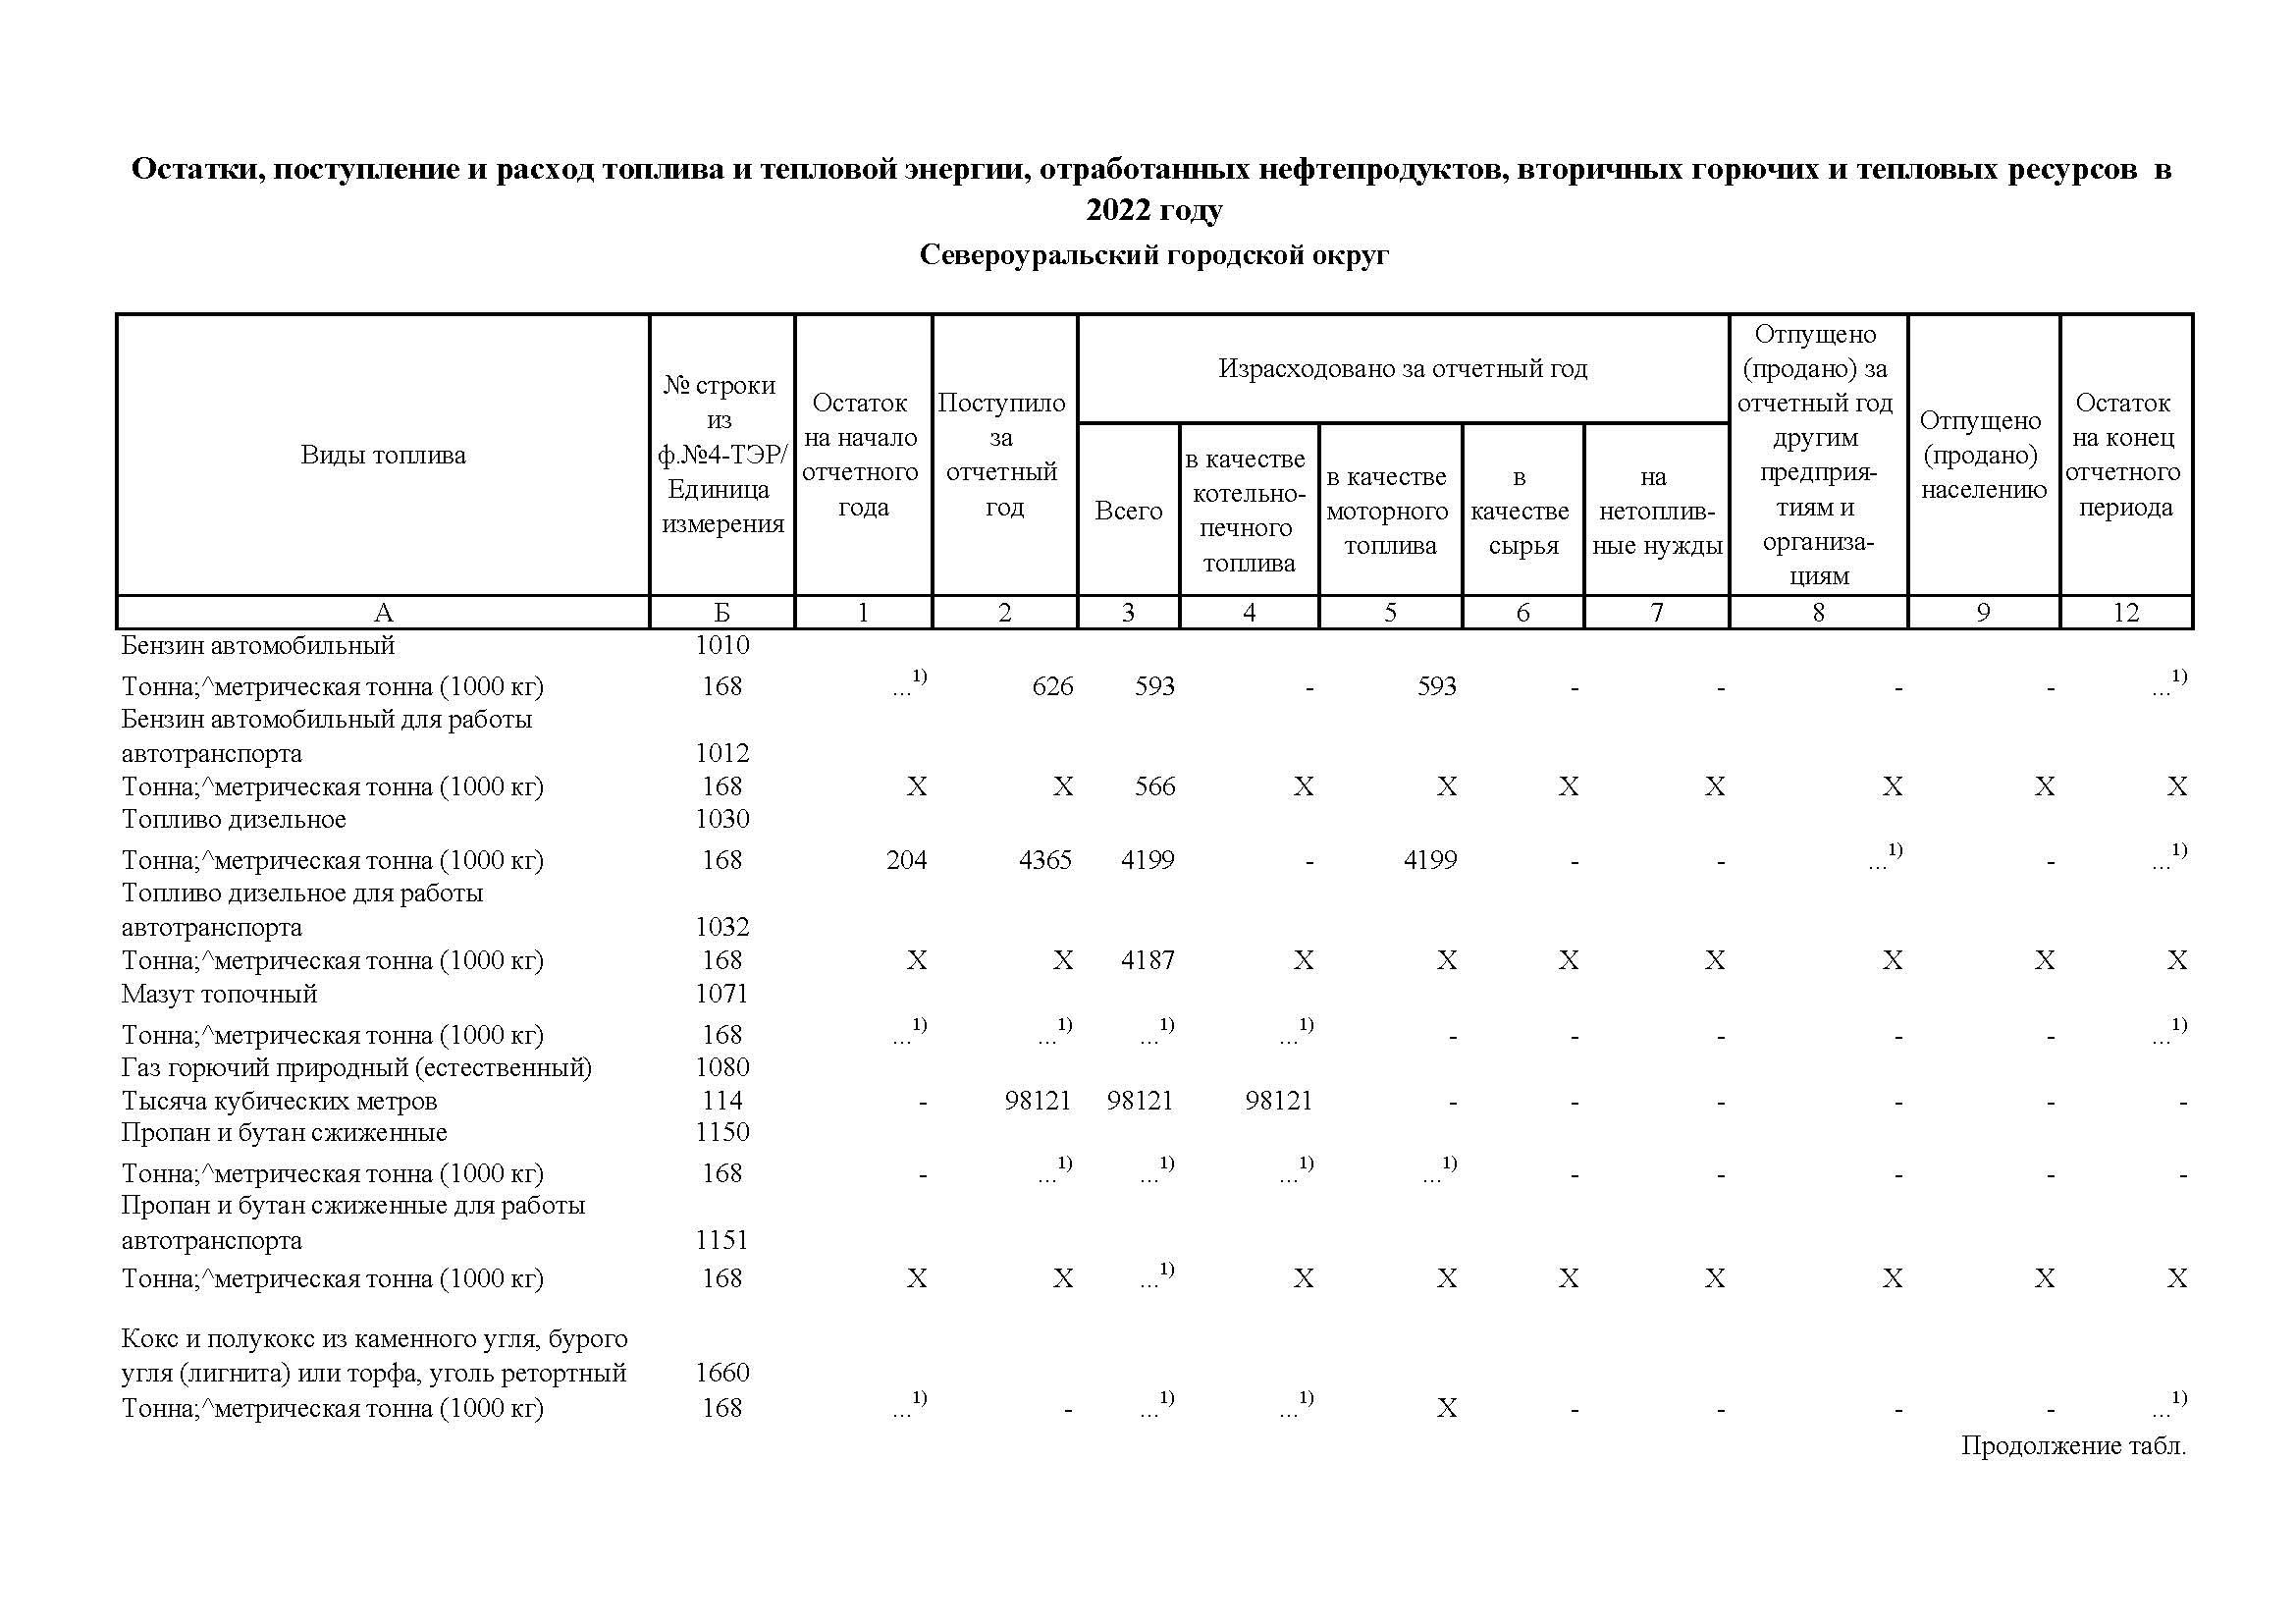 Остатки, поступление и расход топлива и тепловой энергии, отработанных нефтепродуктов, вторичных горючих и тепловых ресурсов в
2022 году
Североуральский городской округ
Виды топлива
№ строки
из
ф.№4-ТЭР/
Единица
измерения
Остаток
на начало
отчетного
года
Поступило
за
отчетный
год
Израсходовано за отчетный год
Всего
в качестве
котельно-
печного
топлива
в качестве
моторного
топлива
в
качестве
сырья
на
нетоплив-
ные нужды
Отпущено
(продано) за
отчетный год
другим
предприя-
тиям и
организа-
циям
Отпущено
(продано)
населению
Остаток
на конец
отчетного
периода
А Б 1 2 3 4 5 6 7 8 9 12
Бензин автомобильный 1010
Тонна;^метрическая тонна (1000 кг) 168 ...1) 626 593 - 593 - - - - ...1)
Бензин автомобильный для работы
автотранспорта 1012
Тонна;^метрическая тонна (1000 кг) 168 X X 566 X X X X X X X
Топливо дизельное 1030
Тонна;^метрическая тонна (1000 кг) 168 204 4365 4199 - 4199 - - ...1) - ...1)
Топливо дизельное для работы
автотранспорта 1032
Тонна;^метрическая тонна (1000 кг) 168 X X 4187 X X X X X X X
Мазут топочный 1071
Тонна;^метрическая тонна (1000 кг) 168 ...1) ...1) ...1) ...1) - - - - - ...1)
Газ горючий природный (естественный) 1080
Тысяча кубических метров 114 - 98121 98121 98121 - - - - - -
Пропан и бутан сжиженные 1150
Тонна;^метрическая тонна (1000 кг) 168 - ...1) ...1) ...1) ...1) - - - - -
Пропан и бутан сжиженные для работы
автотранспорта 1151
Тонна;^метрическая тонна (1000 кг) 168 X X ...1) X X X X X X X
Кокс и полукокс из каменного угля, бурого
угля (лигнита) или торфа, уголь ретортный 1660
Тонна;^метрическая тонна (1000 кг) 168 ...1) - ...1) ...1) X - - - - ...1)
Продолжение табл.